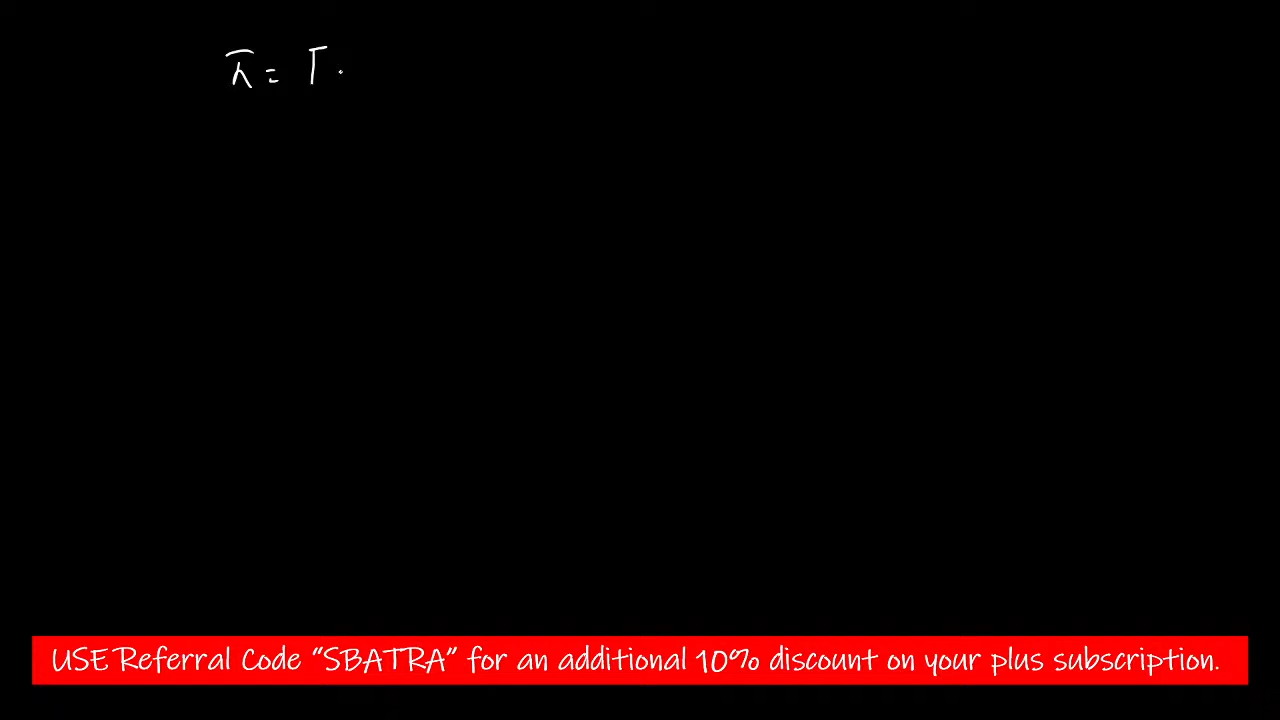 π = T
USE Referral Code “SBATRA” for an additional 10% discount on your plus subscription.